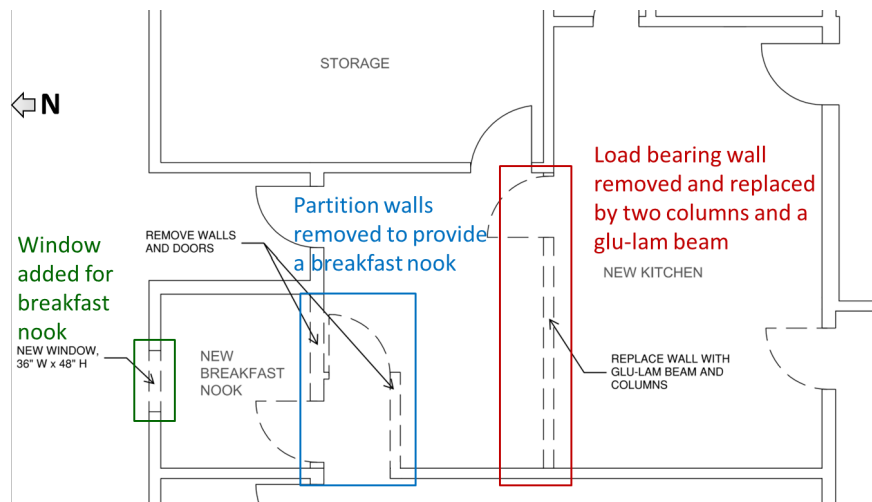 STORAGE
N
Load bearing wall
removed and replaced
by two columns and a
glu-lam beam
Partition walls
removed to provide
a breakfast nook
REMOVE WALLS
AND DOORS
Window
added for
breakfast
nook
NEW KITCHEN
NEW WINDOW,
36" W x 48" H
NEW
BREAKFAST
NOOK
REPLACE WALL WITH
GLU-LAM BEAM AND
COLUMNS